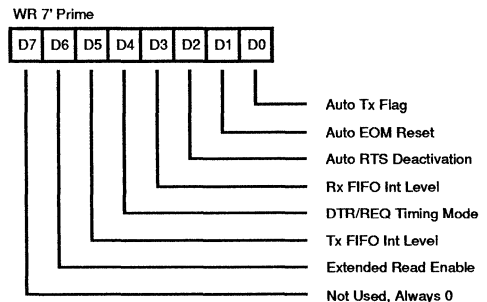 WR 7' Prime
D7 D6 D5 D4 D3 D2 D1 D0
Auto Tx Flag
Auto EOM Reset
Auto RTS Deactivation
Rx FIFO Int Level
DTR/REQ Timing Mode
Tx FIFO Int Level
Extended Read Enable
Not Used, Always 0